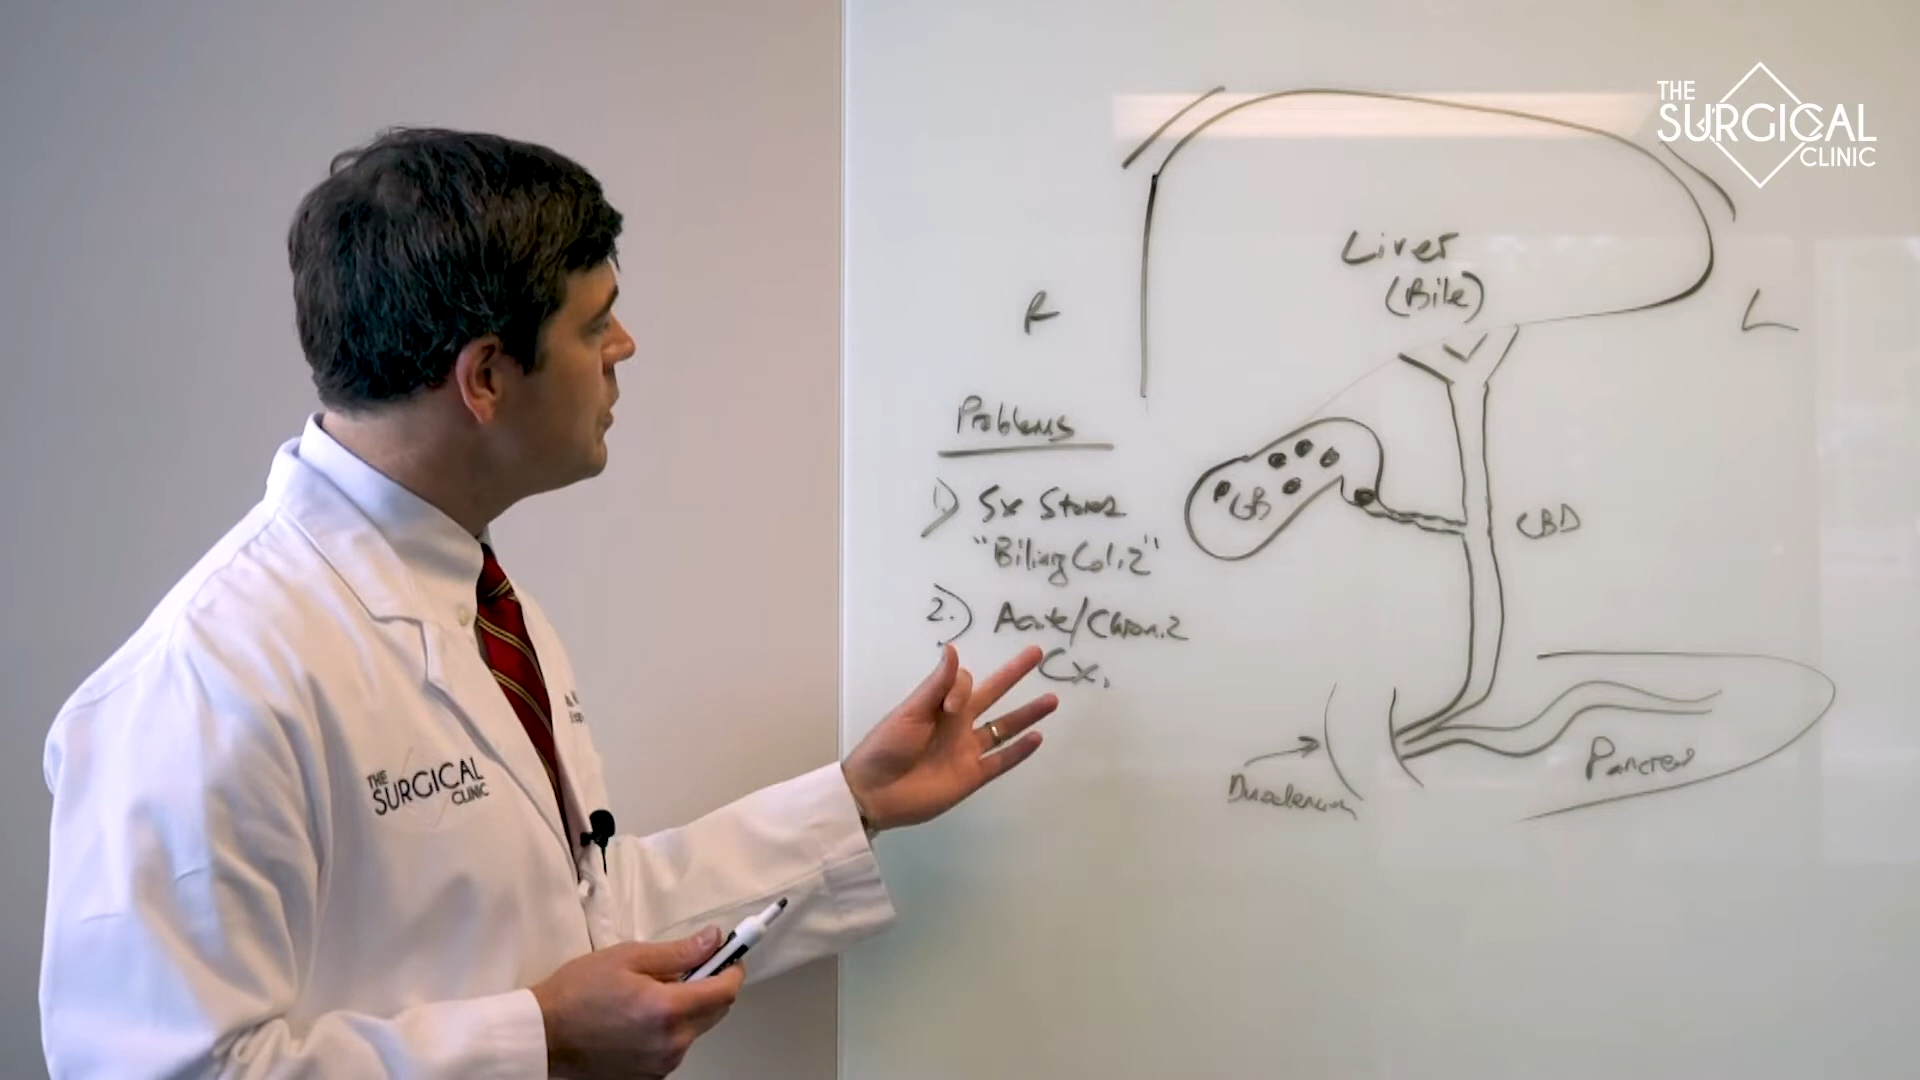 THE
SURGICAL
CLINIC
Liver
(Bile)
R
L
Problems
1.) Sx Stones
"Biliary Colic"
2.) Acute/Chronic
Cx.
GB
CBD
Duodenum
Pancreas
THE
SURGICAL
CLINIC